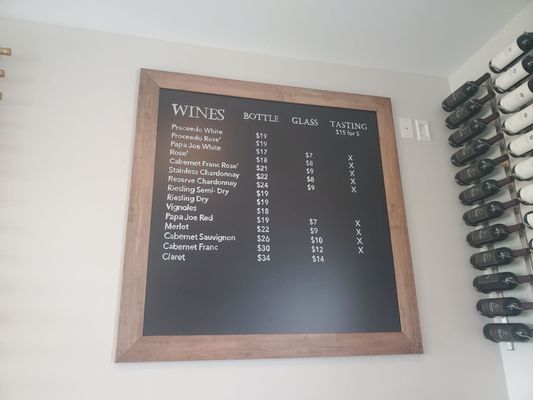 WINES BOTTLE GLASS TASTING
$15 for 5
Proceedo White $19
Proceedo Rose' $19
Papa Joe White $17 $7 X
Rose' $18 $8 X
Cabernet Franc Rose' $21 $9 X
Stainless Chardonnay $22 $8 X
Reserve Chardonnay $24 $9 X
Riesling Semi-Dry $19
Riesling Dry $19
Vignoles $18
Papa Joe Red $19 $7 X
Merlot $22 $9 X
Cabernet Sauvignon $26 $10 X
Cabernet Franc $30 $12 X
Claret $34 $14